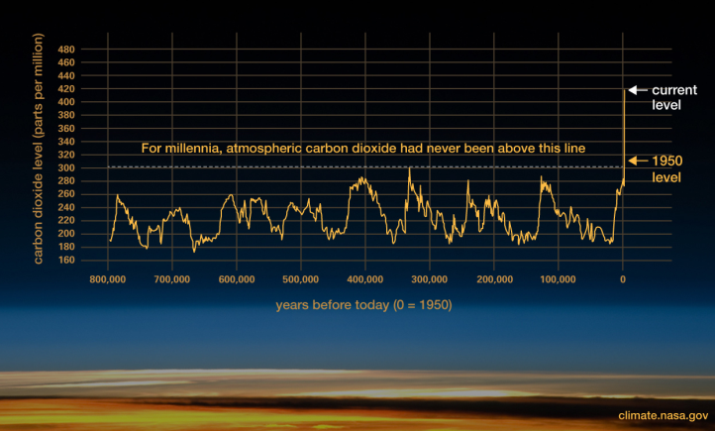 carbon dioxide level (parts per million)
480
460
440
420
400
380
360
340
320
300
280
260
240
220
200
180
160
For millennia, atmospheric carbon dioxide had never been above this line
current
level
1950
level
800,000 700,000 600,000 500,000 400,000 300,000 200,000 100,000 0
years before today (0 = 1950)
climate.nasa.gov